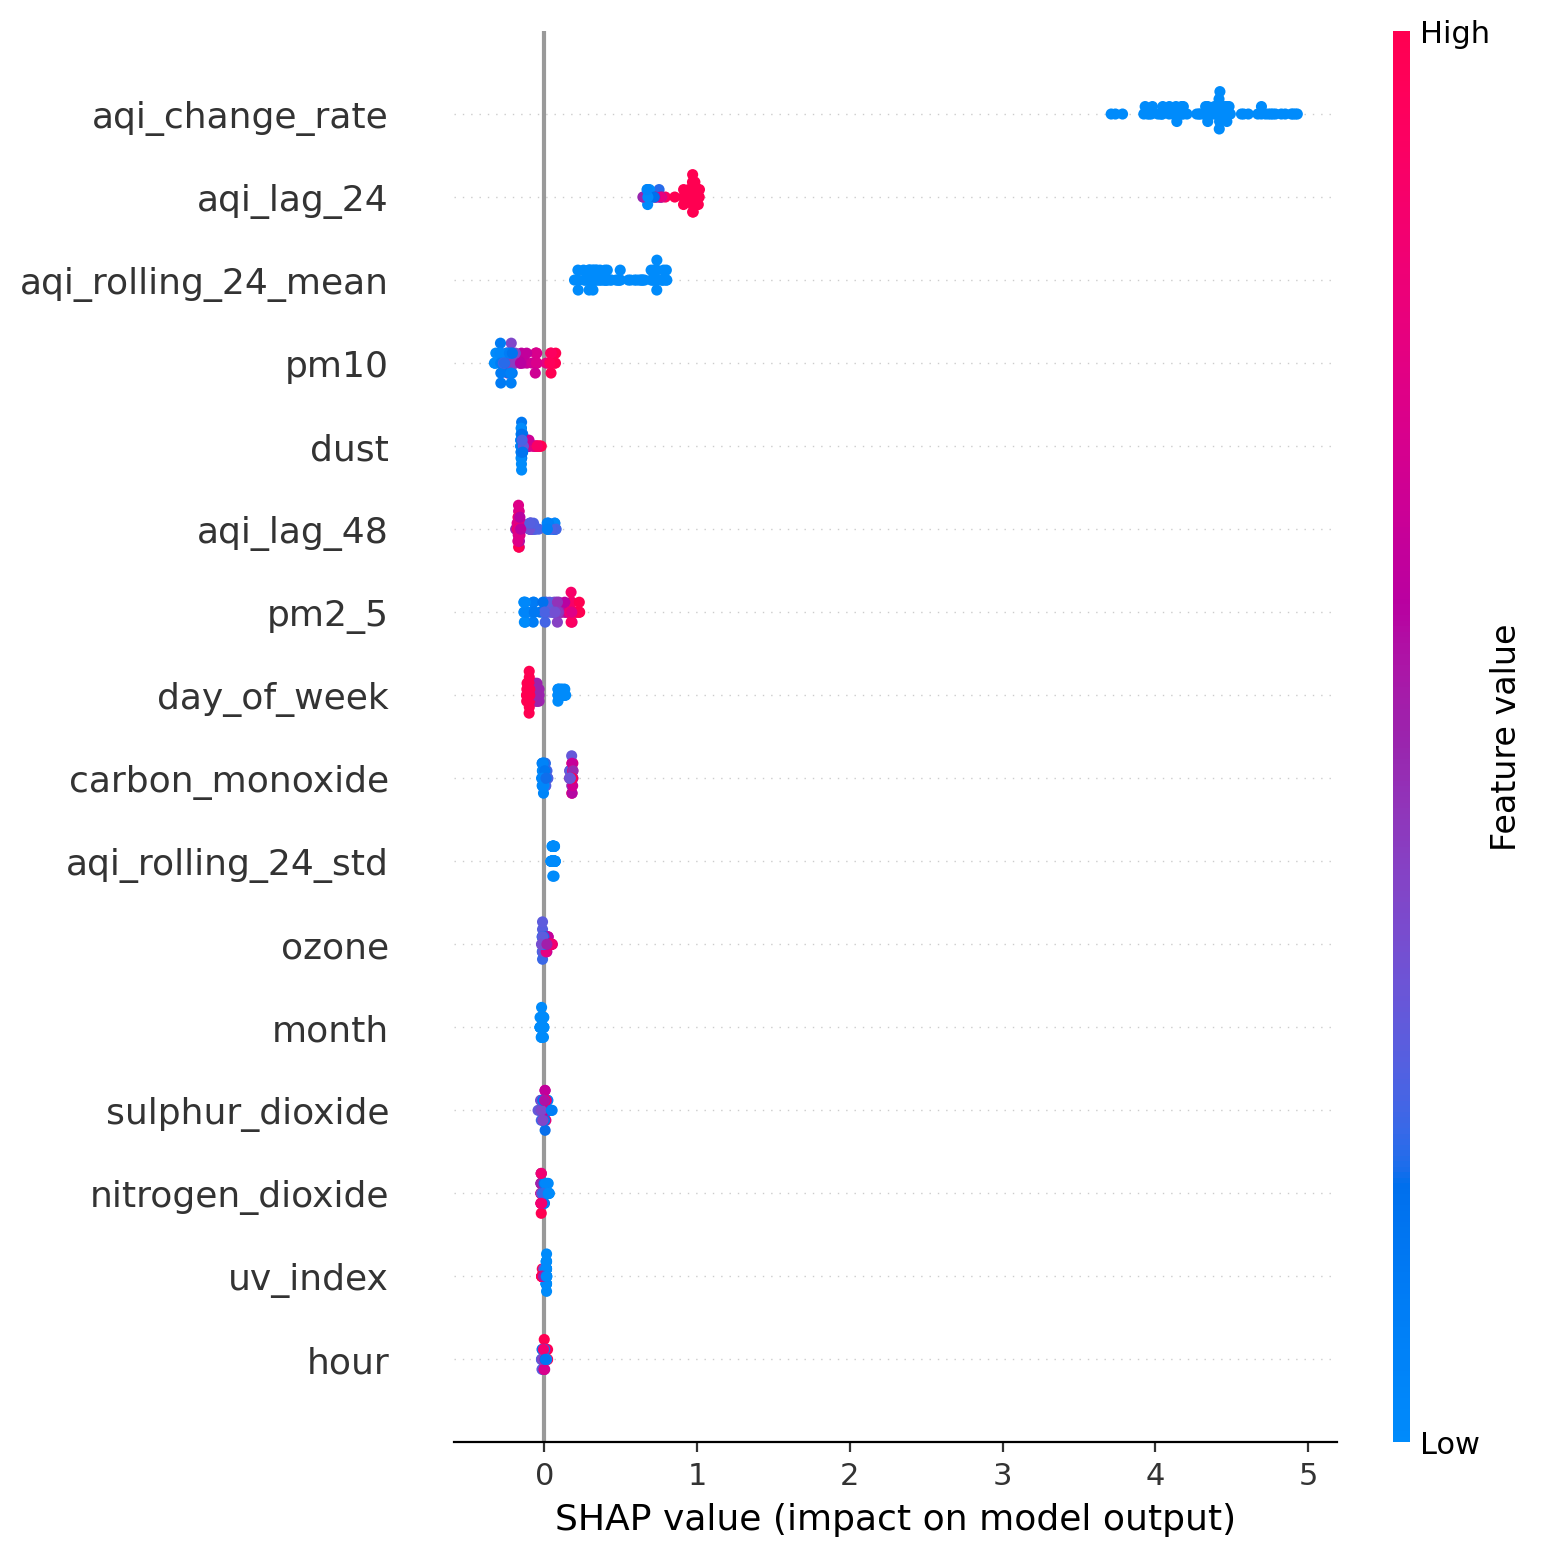 High
aqi_change_rate
aqi_lag_24
aqi_rolling_24_mean
pm10
dust
aqi_lag_48
pm2_5
day_of_week
carbon_monoxide
aqi_rolling_24_std
ozone
month
sulphur_dioxide
nitrogen_dioxide
uv_index
hour
Feature value
Low
0 1 2 3 4 5
SHAP value (impact on model output)